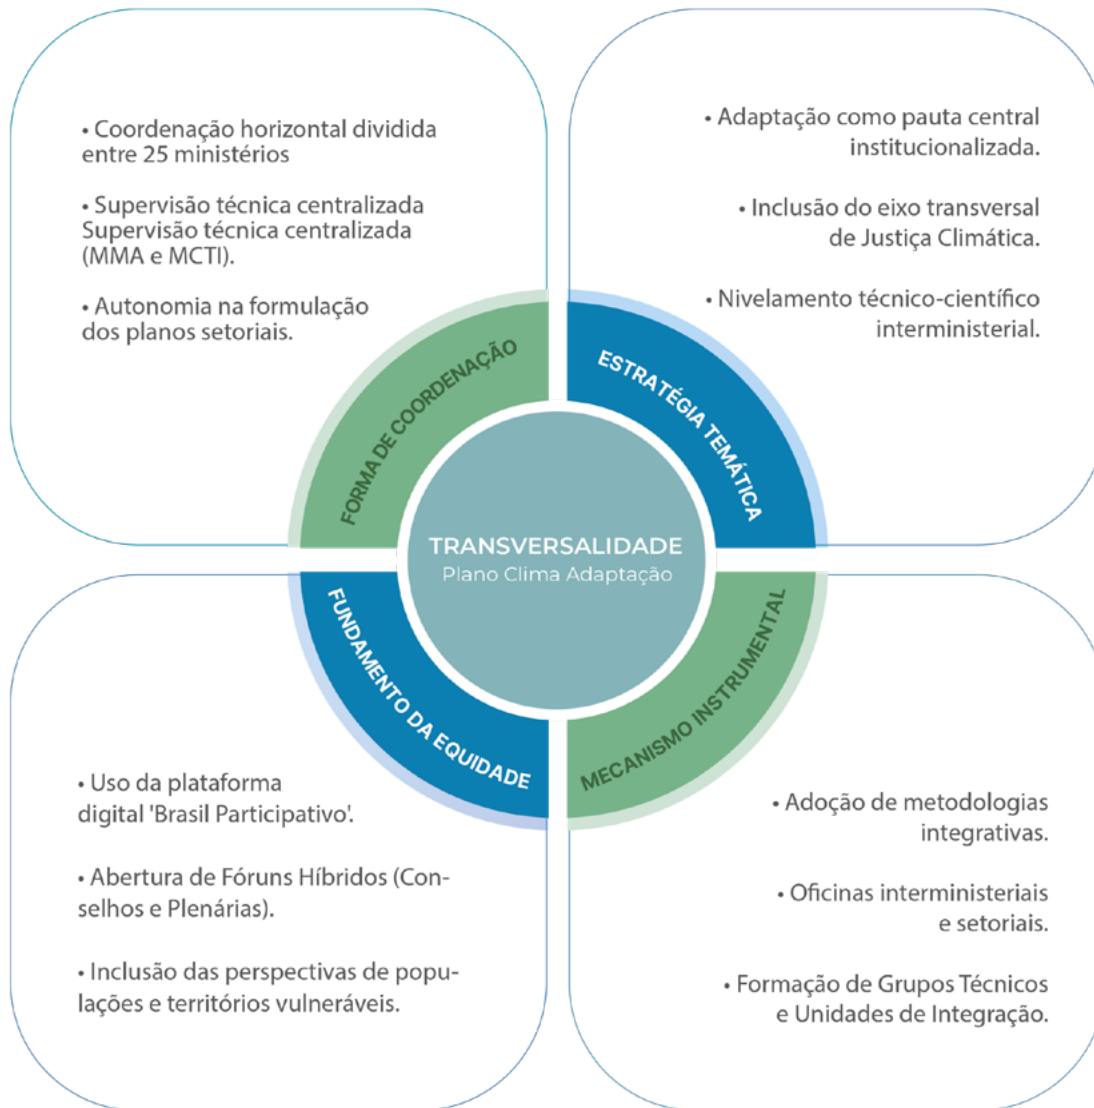 • Coordenação horizontal dividida
entre 25 ministérios
• Supervisão técnica centralizada
Supervisão técnica centralizada
(MMA e MCTI).
• Autonomia na formulação
dos planos setoriais.
FORMA DE COORDENAÇÃO
• Adaptação como pauta central
institucionalizada.
• Inclusão do eixo transversal
de Justiça Climática.
• Nivelamento técnico-científico
interministerial.
ESTRATÉGIA TEMÁTICA
TRANSVERSALIDADE
Plano Clima Adaptação
FUNDAMENTO DA EQUIDADE
• Uso da plataforma
digital 'Brasil Participativo'.
• Abertura de Fóruns Híbridos (Con-
selhos e Plenárias).
• Inclusão das perspectivas de popu-
lações e territórios vulneráveis.
MECANISMO INSTRUMENTAL
• Adoção de metodologias
integrativas.
• Oficinas interministeriais
e setoriais.
• Formação de Grupos Técnicos
e Unidades de Integração.